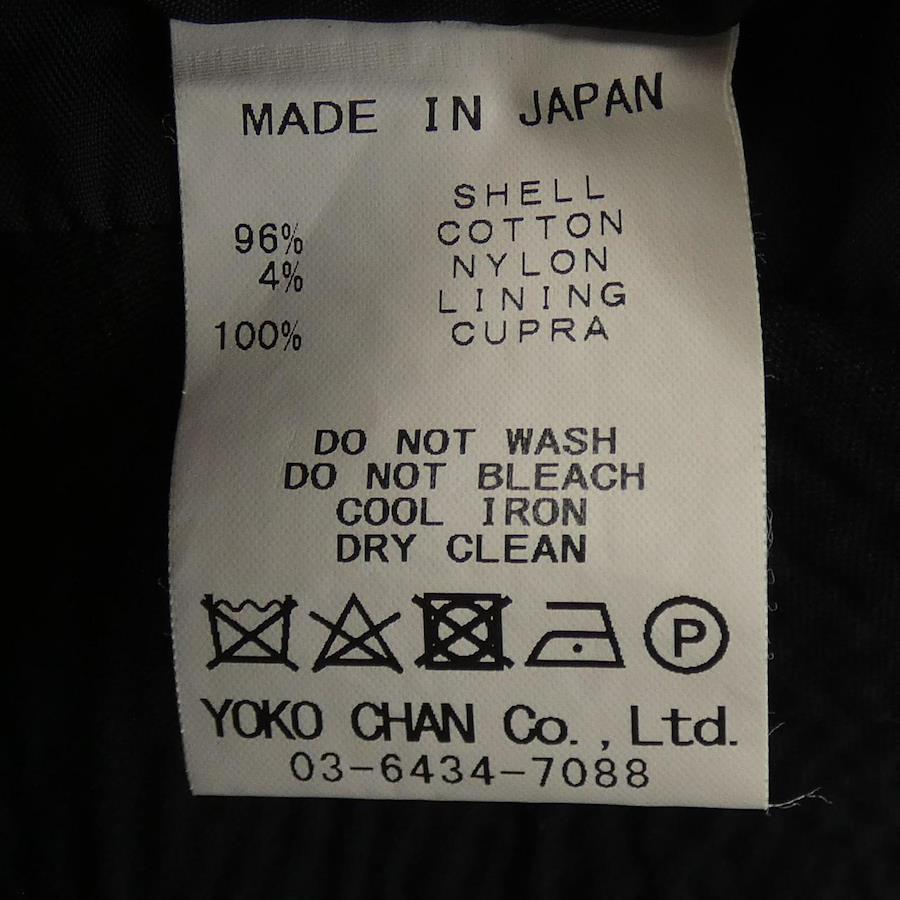 MADE IN JAPAN
SHELL
96% COTTON
4% NYLON
LINING
100% CUPRA
DO NOT WASH
DO NOT BLEACH
COOL IRON
DRY CLEAN
P
YOKO CHAN Co.,Ltd.
03-6434-7088